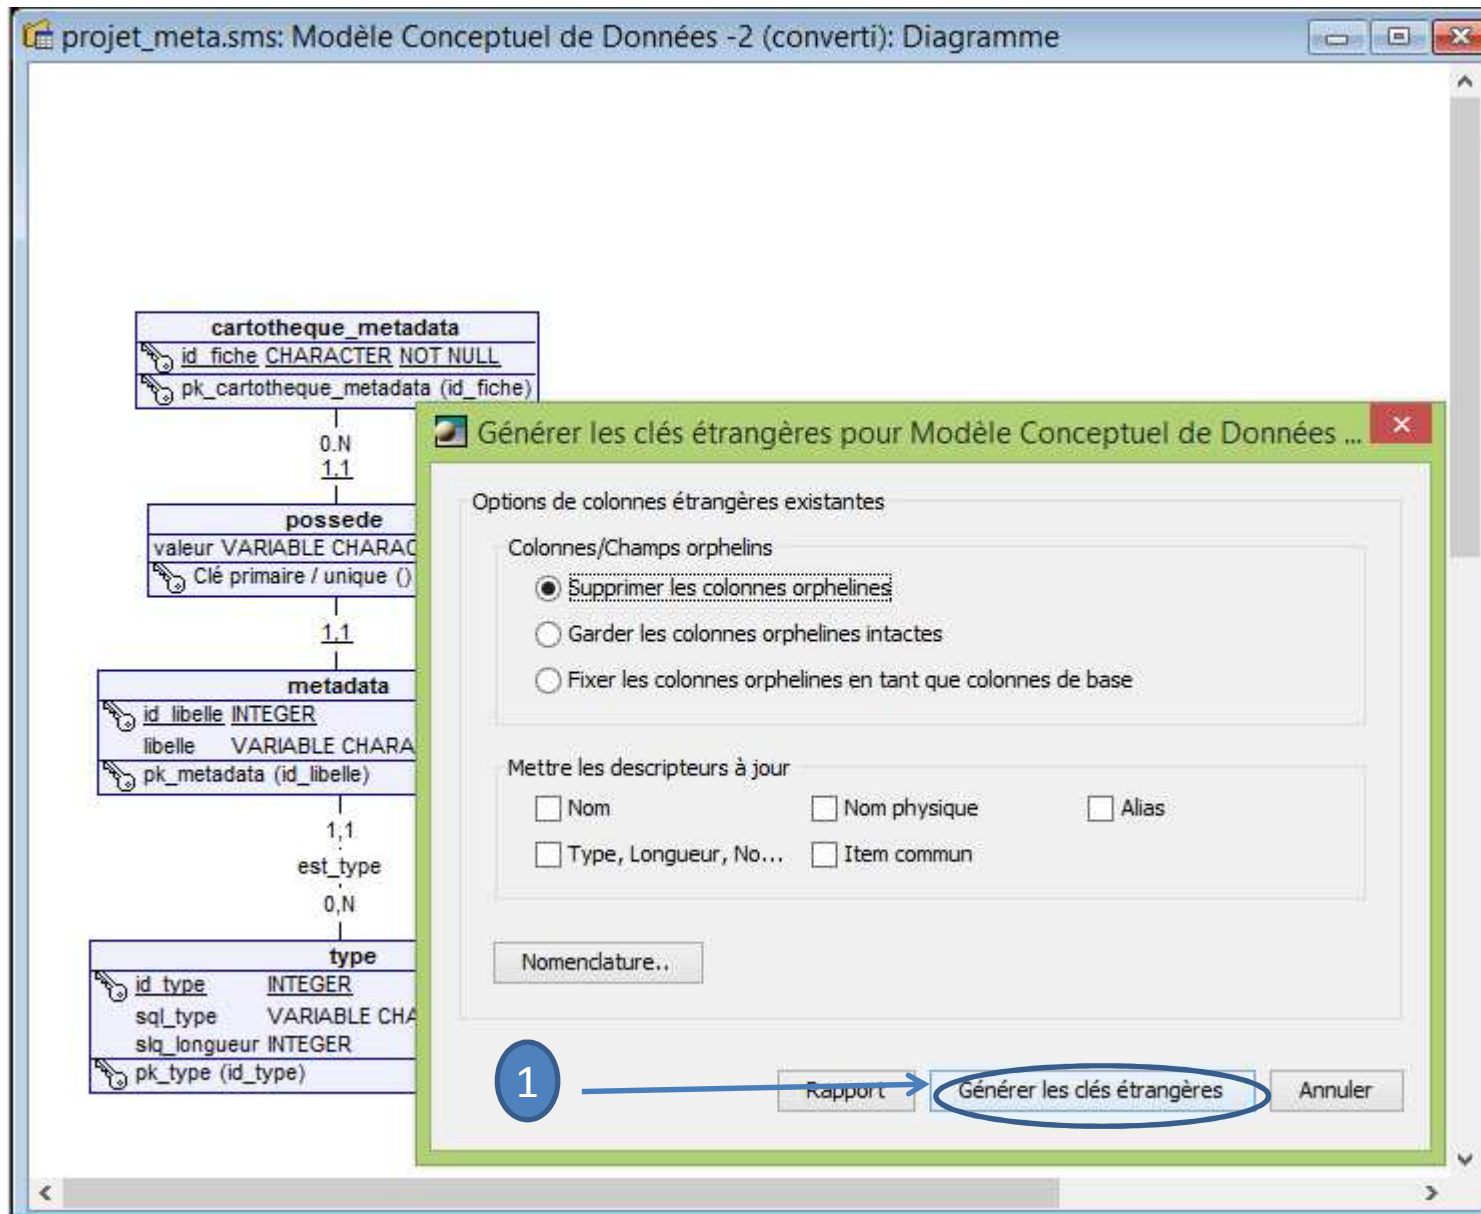 projet_meta.sms: Modèle Conceptuel de Données -2 (converti): Diagramme
cartotheque_metadata
id_fiche CHARACTER NOT NULL
pk_cartotheque_metadata (id_fiche)
0.N
1,1
possede
valeur VARIABLE CHARAC
Clé primaire / unique ()
1,1
metadata
id_libelle INTEGER
libelle VARIABLE CHARA
pk_metadata (id_libelle)
1,1
est_type
0,N
type
id_type INTEGER
sql_type VARIABLE CHA
slq_longueur INTEGER
pk_type (id_type)
Générer les clés étrangères pour Modèle Conceptuel de Données ...
Options de colonnes étrangères existantes
Colonnes/Champs orphelins
Supprimer les colonnes orphelines
Garder les colonnes orphelines intactes
Fixer les colonnes orphelines en tant que colonnes de base
Mettre les descripteurs à jour
Nom Nom physique Alias
Type, Longueur, No... Item commun
Nomenclature..
1
Rapport Générer les clés étrangères Annuler